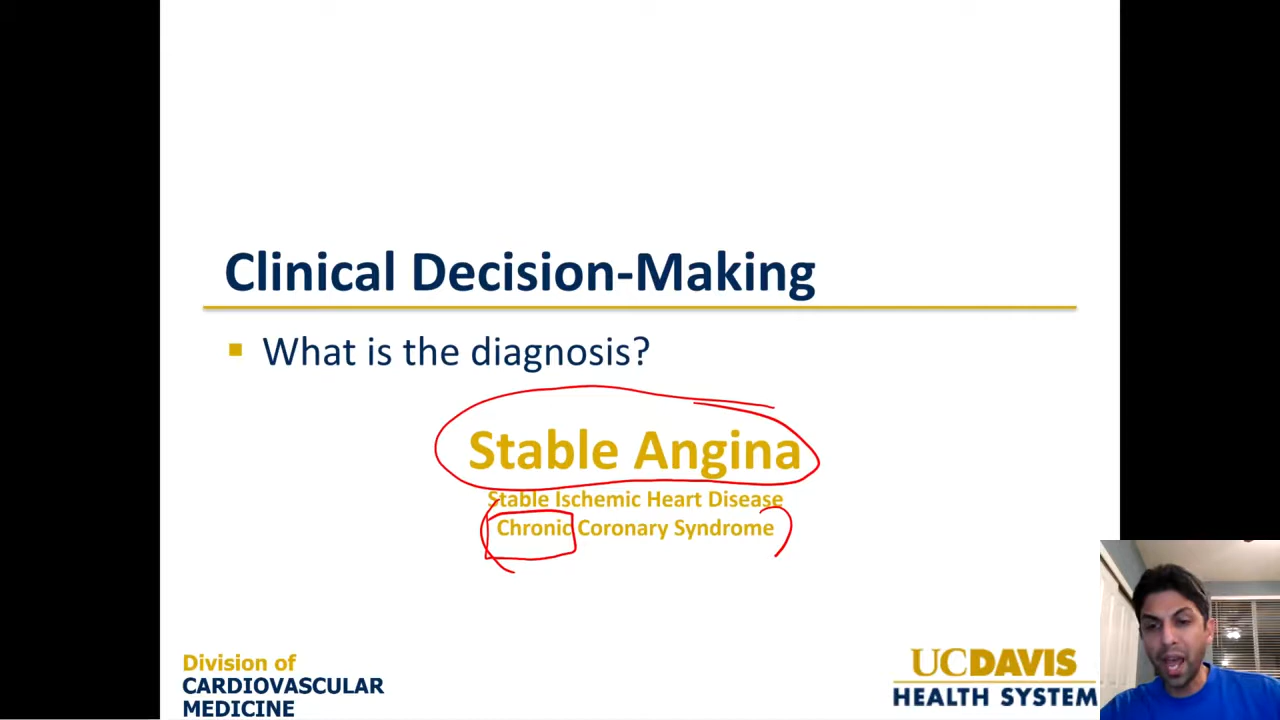 Clinical Decision-Making
What is the diagnosis?
Stable Angina
Stable Ischemic Heart Disease
Chronic Coronary Syndrome
Division of
CARDIOVASCULAR
MEDICINE
UCDAVIS
HEALTH SYSTEM